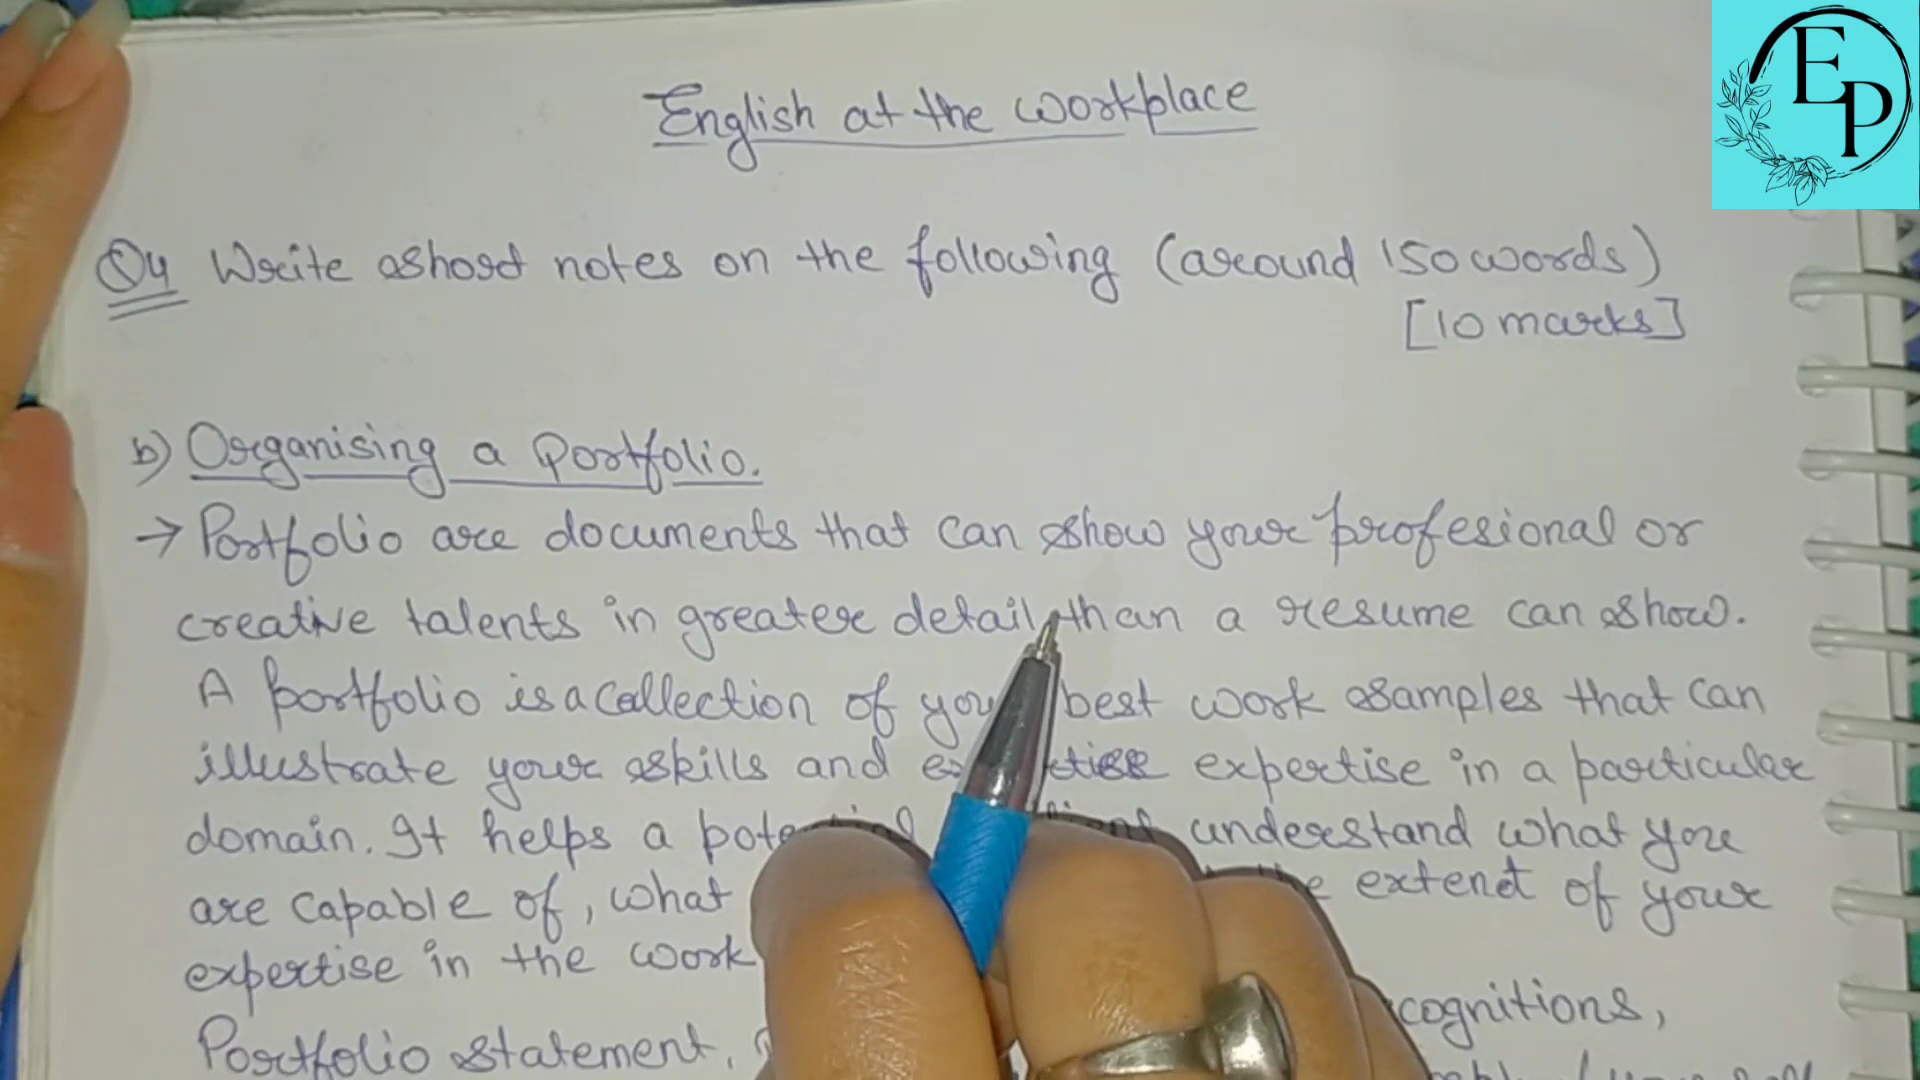 EP
English at the workplace
Q4 Write short notes on the following (around 150 words)
[10 marks]
b) Organising a Portfolio.
→ Portfolio are documents that can show your profesional or
creative talents in greater detail than a resume can show.
A portfolio is a collection of your best work samples that can
illustrate your skills and expertise in a particular
domain. It helps a potential understand what you
are capable of, what extend of your
expertise in the work
Portfolio statement,